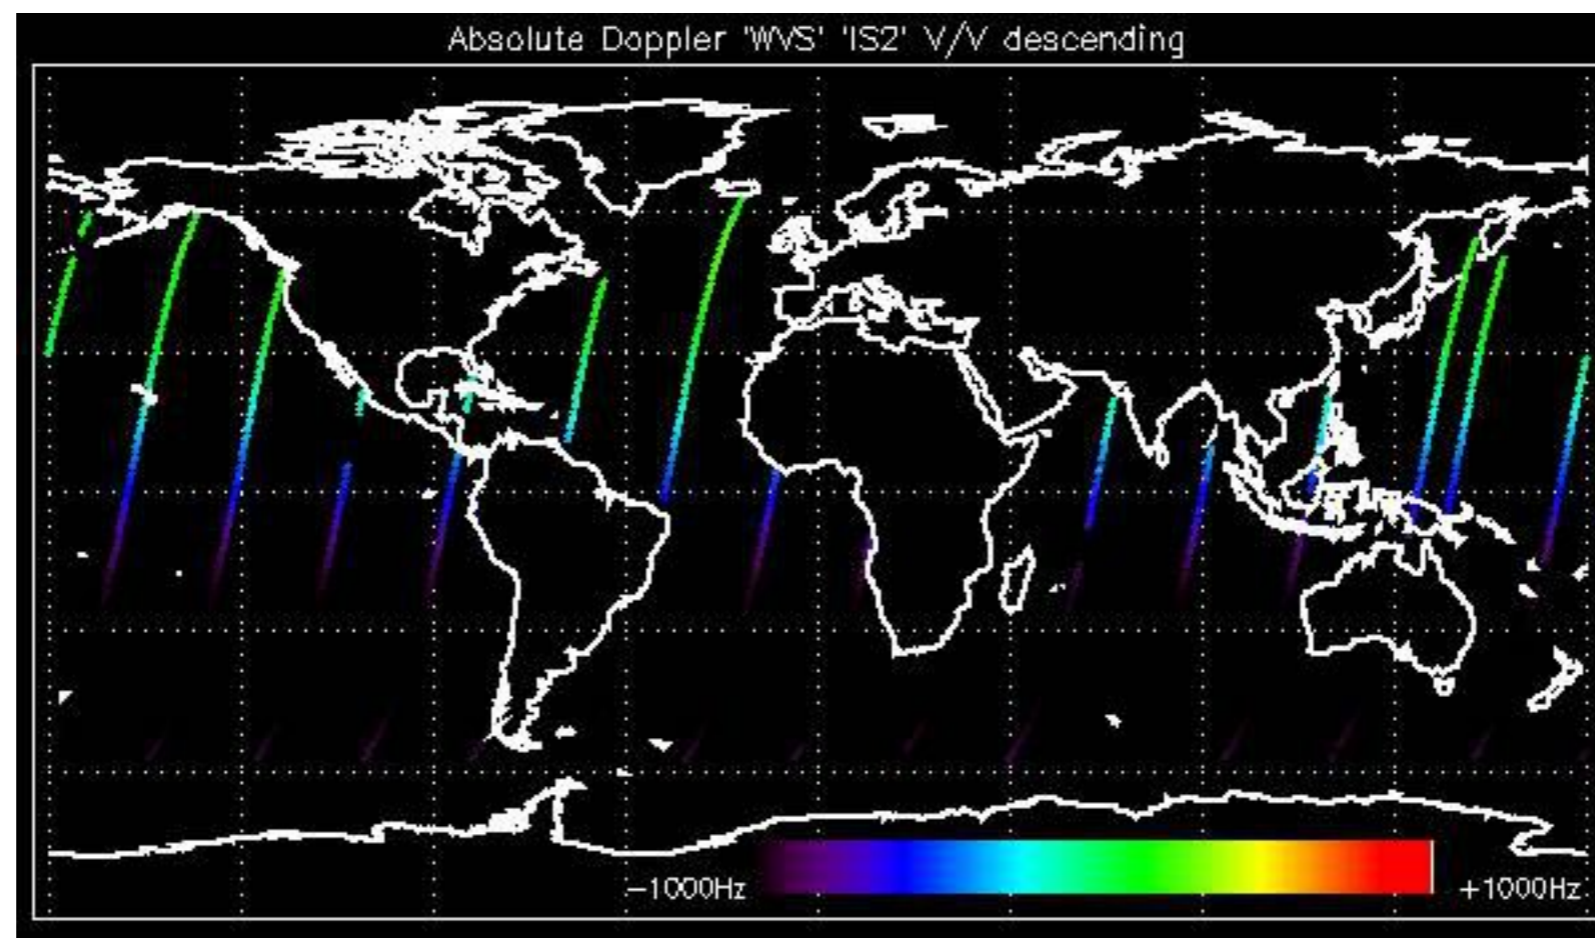 Absolute Doppler 'WVS' 'IS2' V/V descending
-1000Hz
+1000Hz